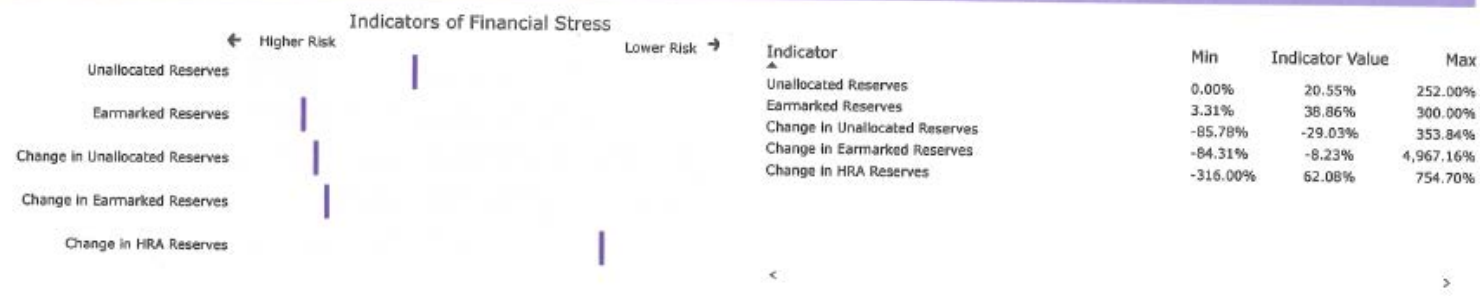 Indicators of Financial Stress
← Higher Risk
Lower Risk →
Unallocated Reserves
Earmarked Reserves
Change in Unallocated Reserves
Change in Earmarked Reserves
Change in HRA Reserves
Indicator Min Indicator Value Max
Unallocated Reserves 0.00% 20.55% 252.00%
Earmarked Reserves 3.31% 38.86% 300.00%
Change in Unallocated Reserves -85.78% -29.03% 353.84%
Change in Earmarked Reserves -84.31% -8.23% 4,967.16%
Change in HRA Reserves -316.00% 62.08% 754.70%
< >